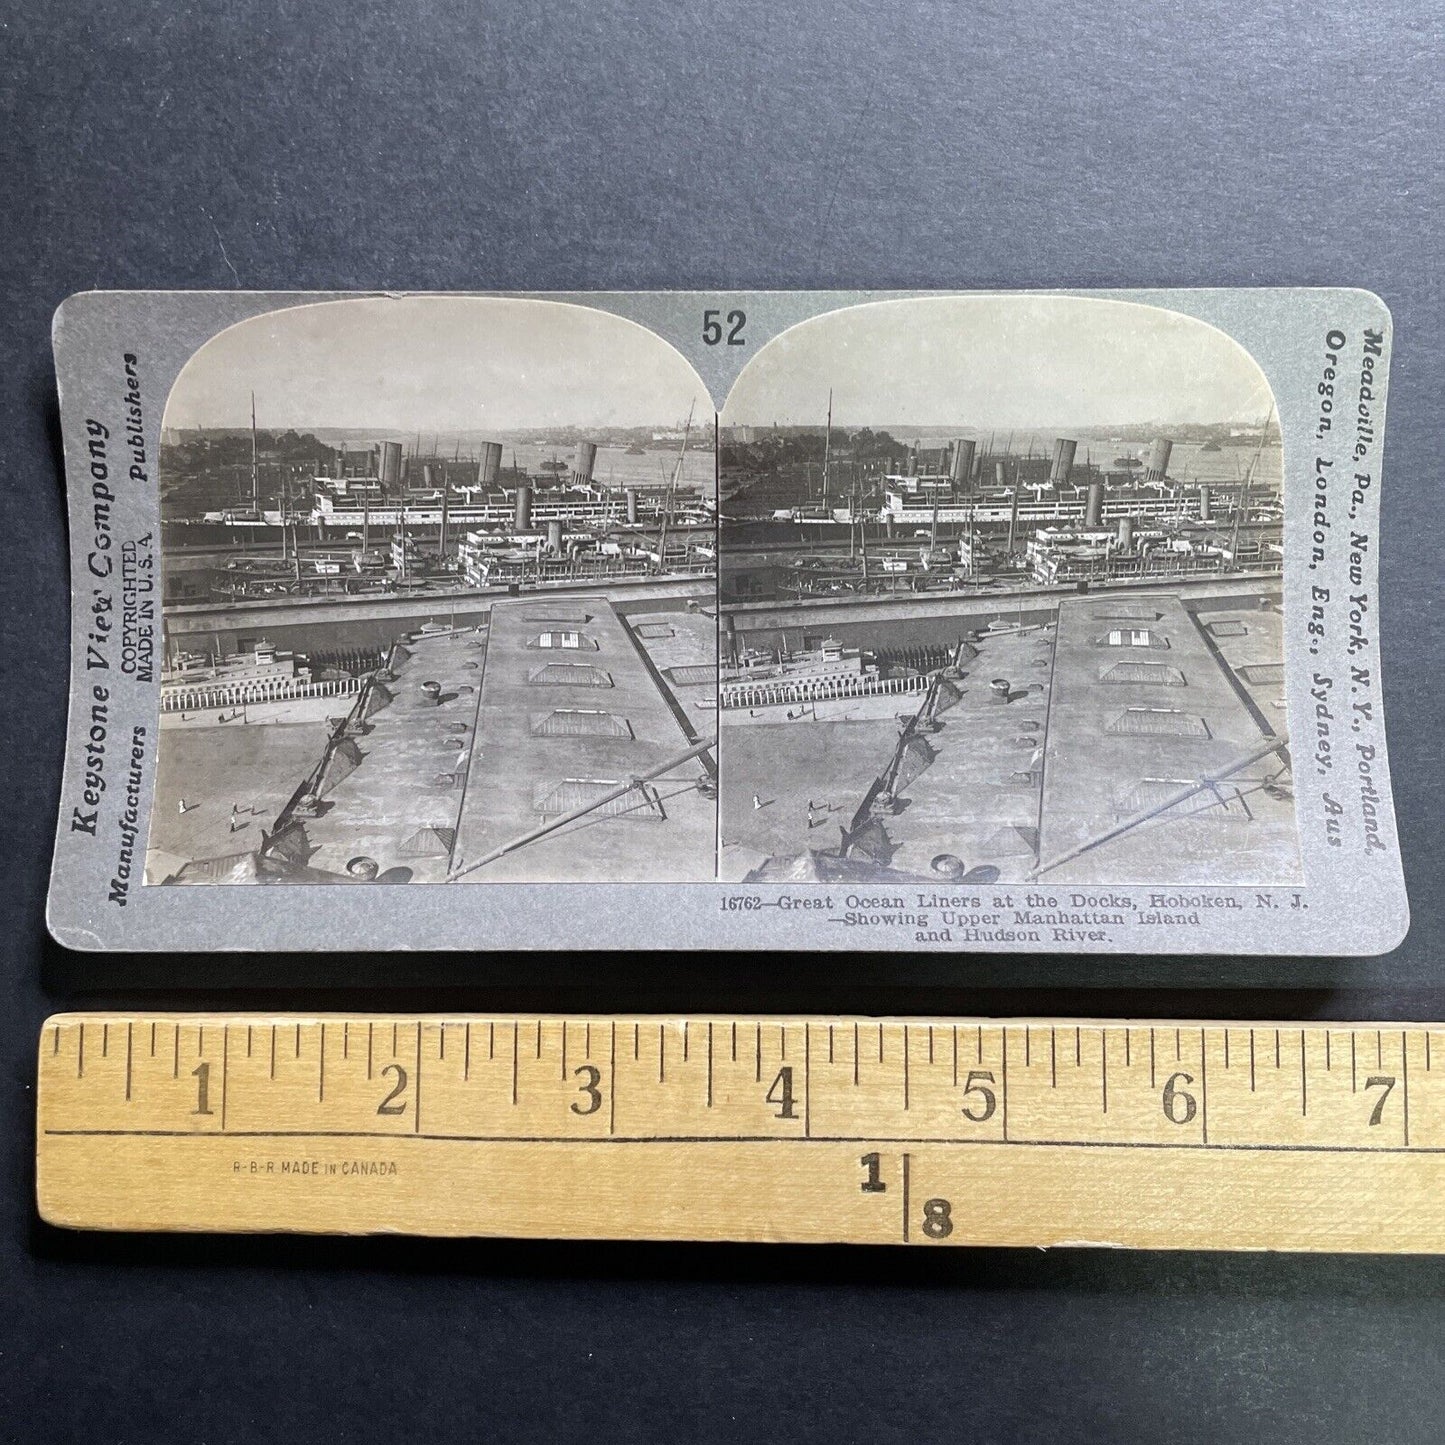 52
Keystone View Company
Manufacturers Publishers
COPYRIGHTED
MADE IN U.S.A.
Meadville, Pa., New York, N. Y., Portland,
Oregon, London, Eng., Sydney, Aus
16762—Great Ocean Liners at the Docks, Hoboken, N. J.
—Showing Upper Manhattan Island
and Hudson River.
1 2 3 4 5 6 7
R-B-R MADE IN CANADA
1
8